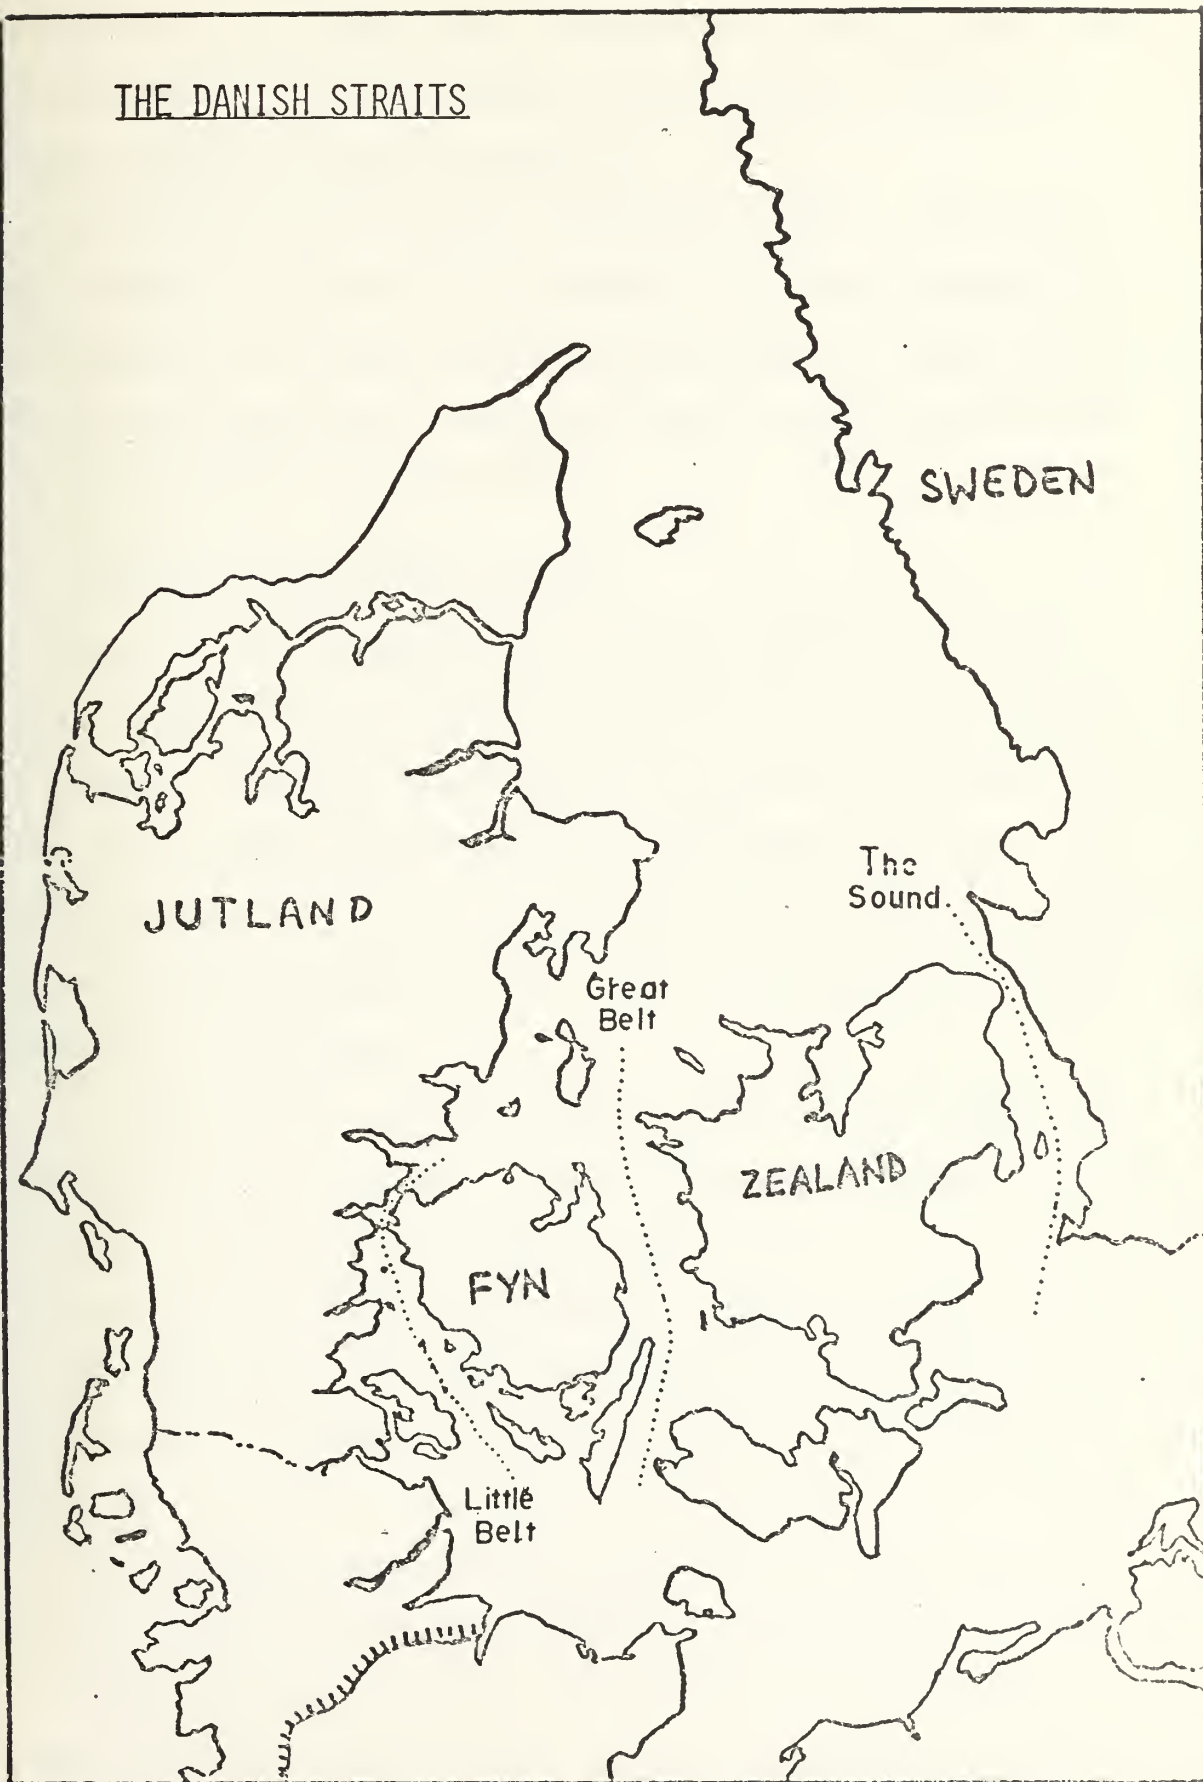 THE DANISH STRAITS
SWEDEN
The
Sound
JUTLAND
Great
Belt
ZEALAND
FYN
Little
Belt